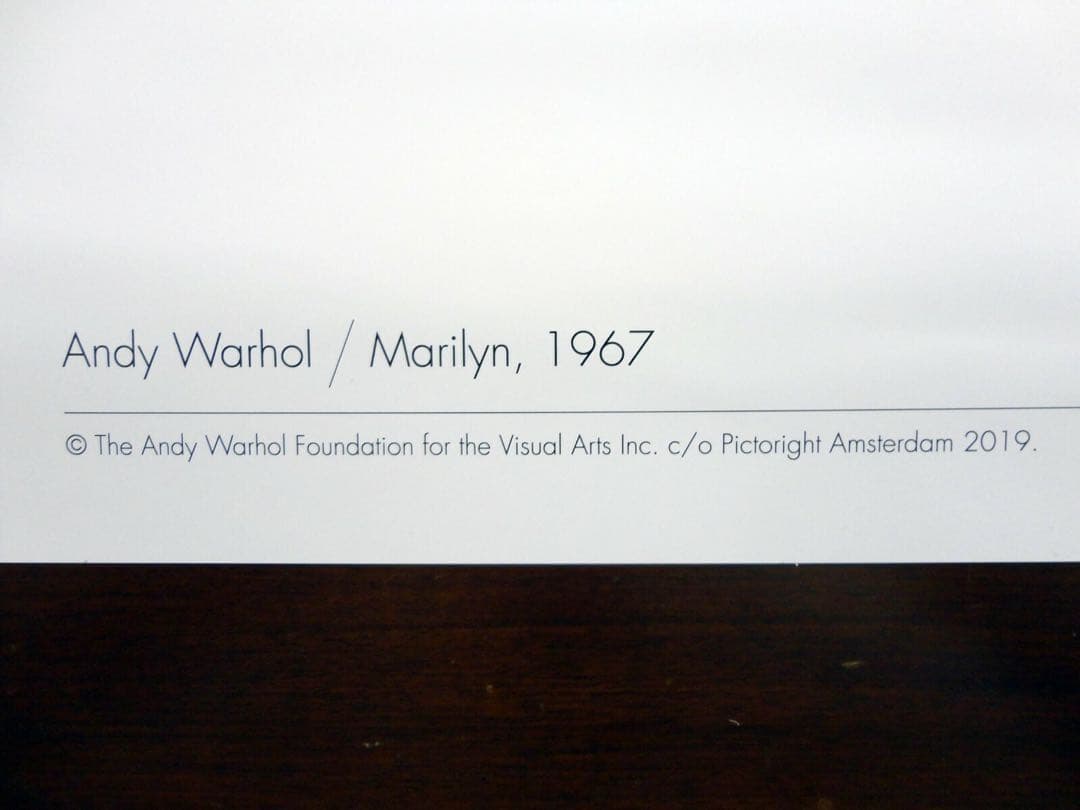 Andy Warhol / Marilyn, 1967
© The Andy Warhol Foundation for the Visual Arts Inc. c/o Pictoright Amsterdam 2019.